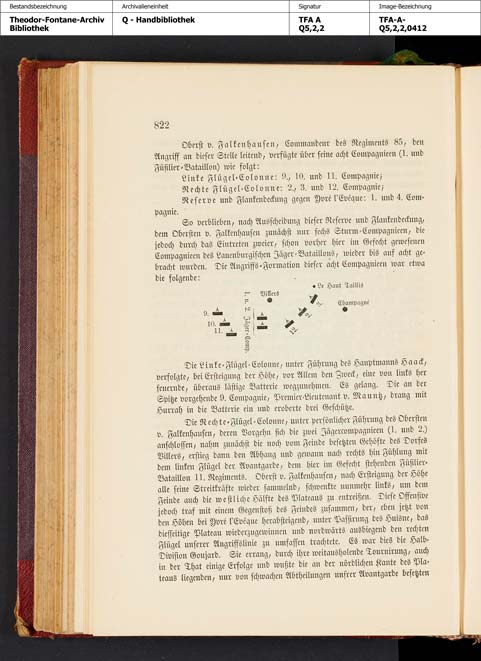 Bestandsbezeichnung
Archivalieneinheit
Signatur
Image-Bezeichnung
Theodor-Fontane-Archiv
Bibliothek
Q - Handbibliothek
TFA A
Q5,2,2
TFA-A-
Q5,2,2,0412
822
Oberst v. Falkenhausen, Commandeur des Regiments 85, den
Angriff an dieser Stelle leitend, verfügte über seine acht Compagnieen (1. und
Füsilier-Bataillon) wie folgt:
Linke Flügel-Colonne: 9., 10. und 11. Compagnie;
Rechte Flügel-Colonne: 2., 3. und 12. Compagnie;
Reserve und Flankendeckung gegen Yvré l'Evèque: 1. und 4. Com-
pagnie.
So verblieben, nach Ausscheidung dieser Reserve und Flankendeckung,
dem Obersten v. Falkenhausen zunächst nur sechs Sturm-Compagnieen, die
jedoch durch das Eintreten zweier, schon vorher hier im Gefecht gewesenen
Compagnieen des Lauenburgischen Jäger-Bataillons, wieder bis auf acht ge-
bracht wurden. Die Angriffs-Formation dieser acht Compagnieen war etwa
die folgende:
Le Haut Taillis
Villers
Champagne
1. u. 2. Jäger-Comp.
9.
10.
11.
3.
2.
12.
Die Linke-Flügel-Colonne, unter Führung des Hauptmanns Haack,
verfolgte, bei Ersteigung der Höhe, vor Allem den Zweck, eine von links her
feuernde, überaus lästige Batterie wegzunehmen. Es gelang. Die an der
Spitze vorgehende 9. Compagnie, Premier-Lieutenant v. Mauntz, drang mit
Hurrah in die Batterie ein und eroberte drei Geschütze.
Die Rechte-Flügel-Colonne, unter persönlicher Führung des Obersten
v. Falkenhausen, deren Vorgehn sich die zwei Jägercompagnieen (1. und 2.)
anschlossen, nahm zunächst die noch vom Feinde besetzten Gehöfte des Dorfes
Villers, erstieg dann den Abhang und gewann nach rechts hin Fühlung mit
dem linken Flügel der Avantgarde, dem hier im Gefecht stehenden Füsilier-
Bataillon 11. Regiments. Oberst v. Falkenhausen, nach Ersteigung der Höhe
alle seine Streitkräfte wieder sammelnd, schwenkte nunmehr links, um dem
Feinde auch die westliche Hälfte des Plateaus zu entreißen. Diese Offensive
jedoch traf mit einem Gegenstoß des Feindes zusammen, der, eben jetzt von
den Höhen bei Yvré l'Evèque herabsteigend, unter Passirung des Huisne, das
diesseitige Plateau wiederzugewinnen und nordwärts ausbiegend den rechten
Flügel unserer Angriffslinie zu umfassen trachtete. Es war dies die Halb-
Division Goujard. Sie errang, durch ihre weitausholende Tournirung, auch
in der That einige Erfolge und wußte die an der nördlichen Kante des Pla-
teaus liegenden, nur von schwachen Abtheilungen unsrer Avantgarde besetzten